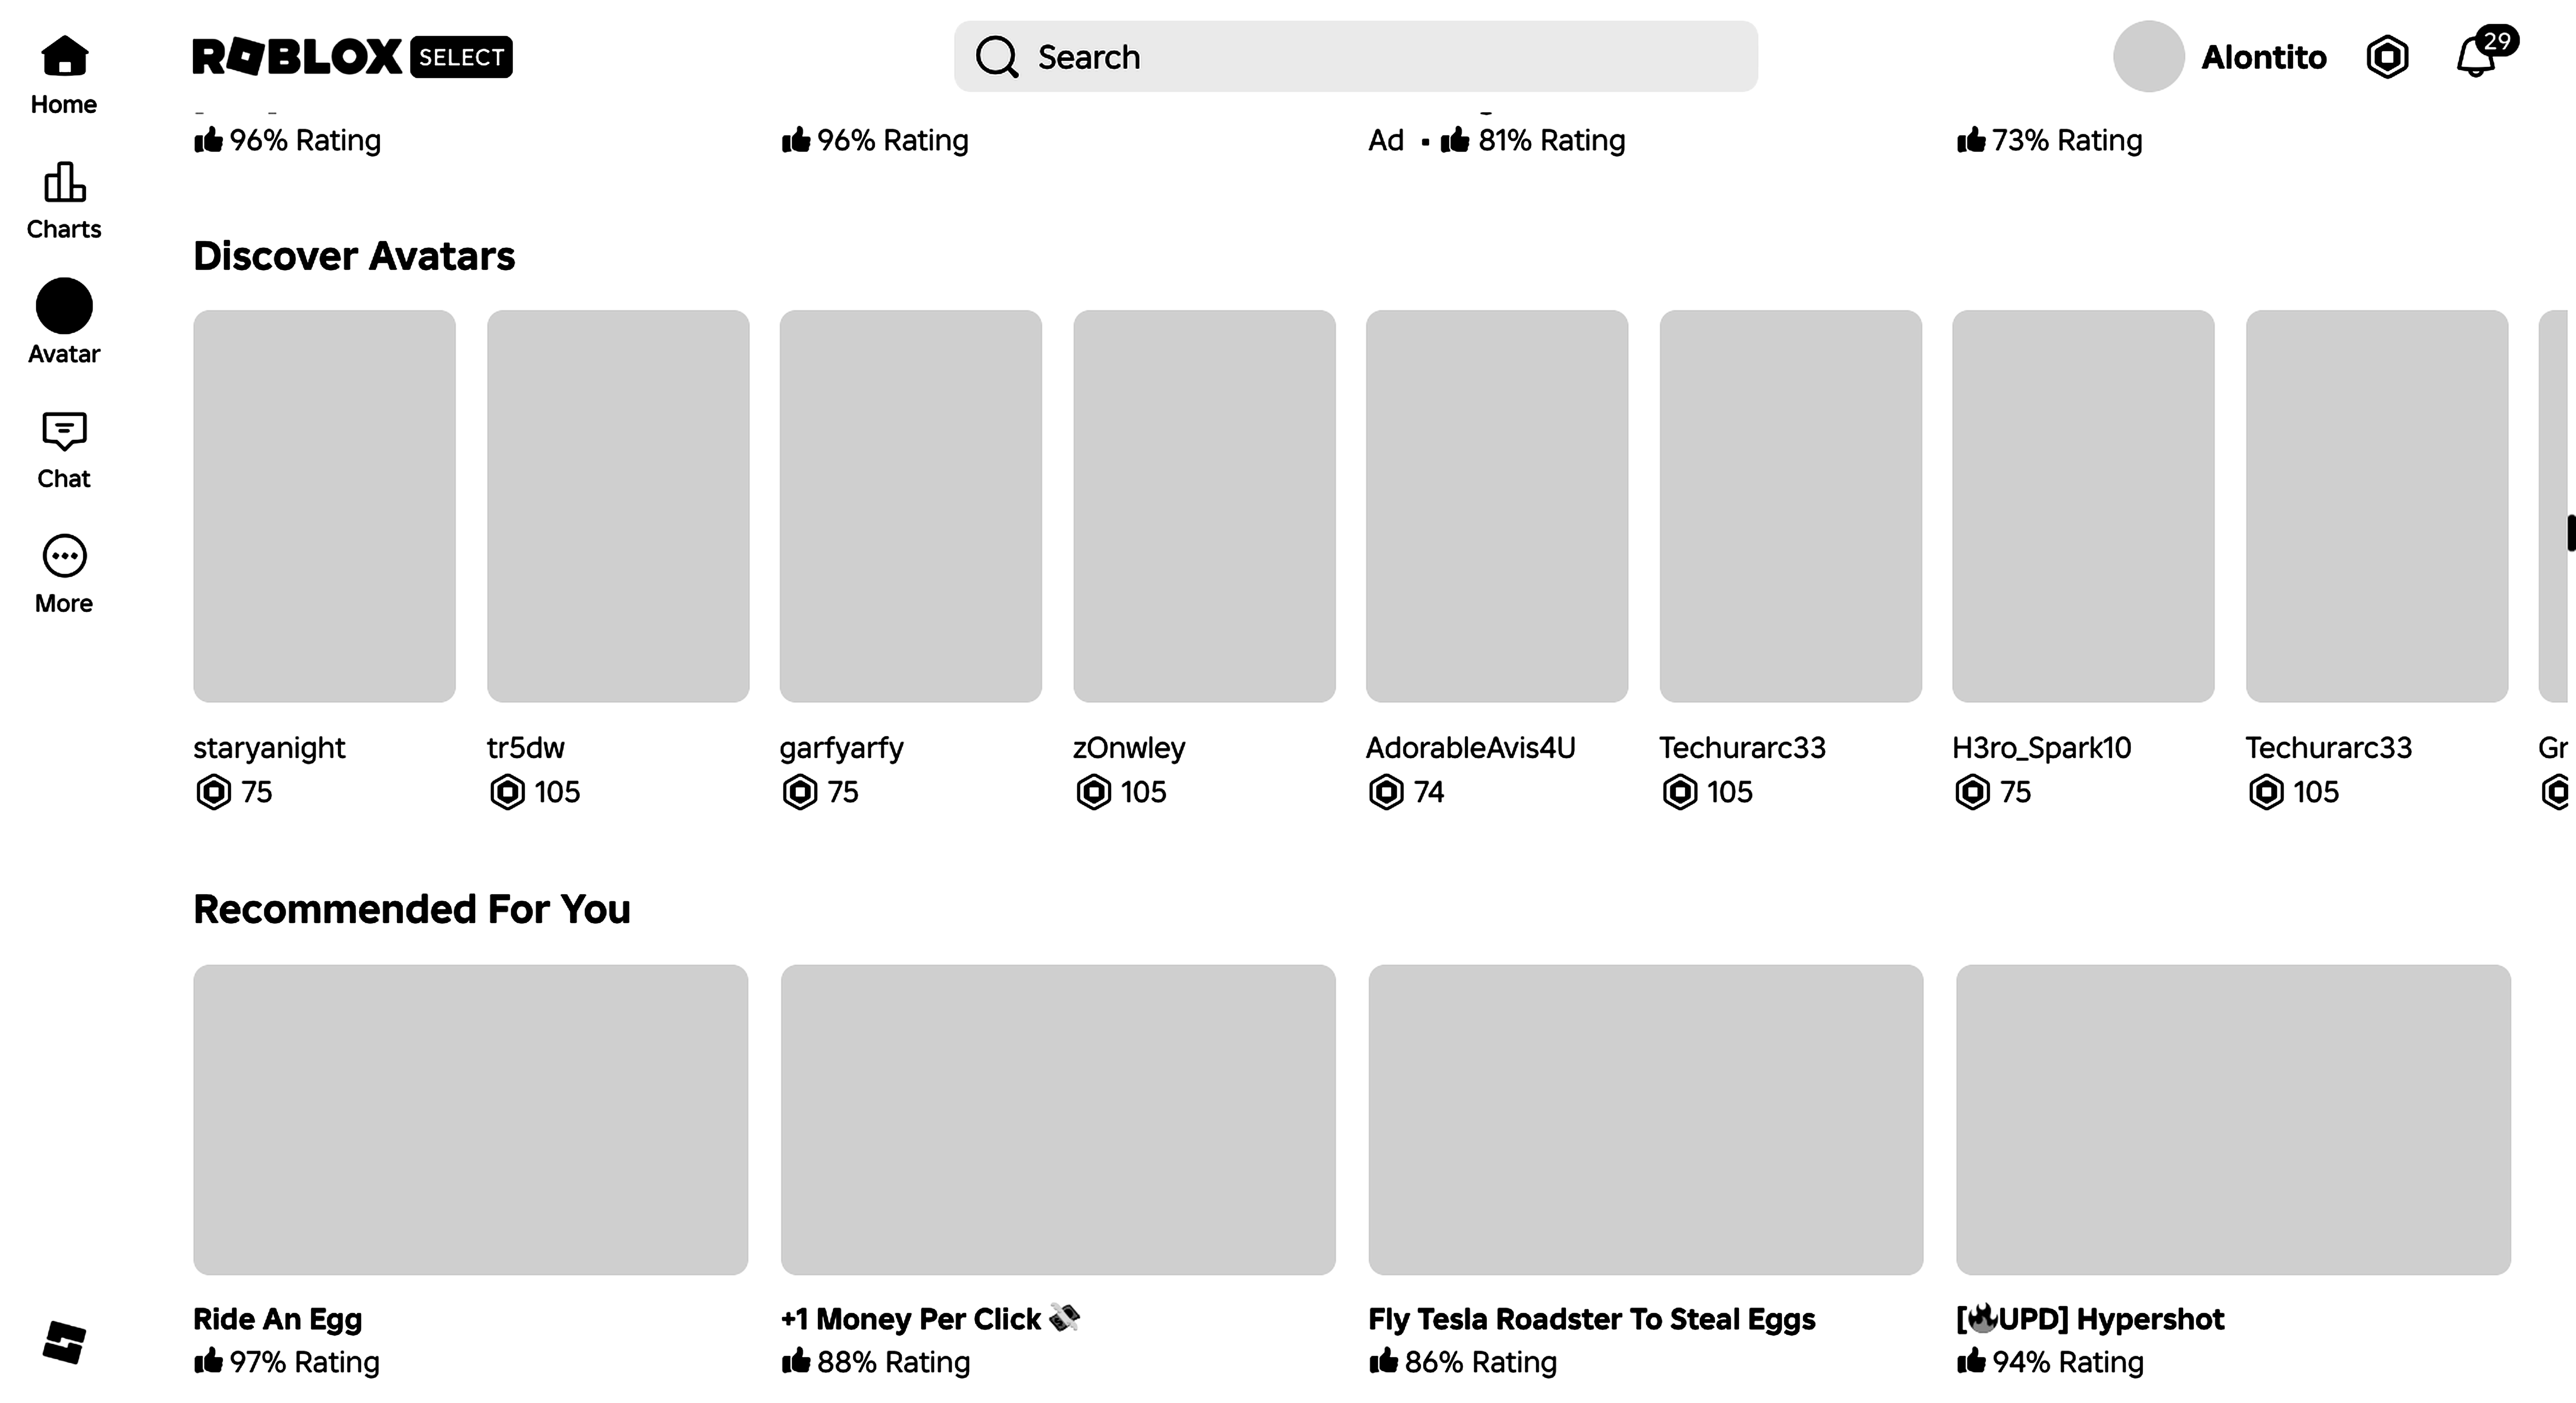 Home
ROBLOX SELECT
Search
Alontito
29
96% Rating
96% Rating
Ad ▪ 81% Rating
73% Rating
Charts
Discover Avatars
Avatar
Chat
More
staryanight
75
tr5dw
105
garfyarfy
75
zOnwley
105
AdorableAvis4U
74
Techurarc33
105
H3ro_Spark10
75
Techurarc33
105
Gr
Recommended For You
Ride An Egg
97% Rating
+1 Money Per Click 💸
88% Rating
Fly Tesla Roadster To Steal Eggs
86% Rating
[🔥UPD] Hypershot
94% Rating